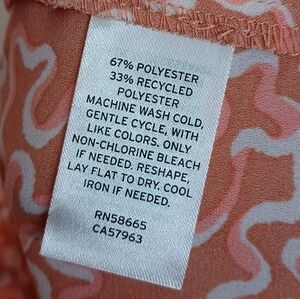 67% POLYESTER
33% RECYCLED
POLYESTER
MACHINE WASH COLD,
GENTLE CYCLE, WITH
LIKE COLORS. ONLY
NON-CHLORINE BLEACH
IF NEEDED. RESHAPE,
LAY FLAT TO DRY. COOL
IRON IF NEEDED.
RN58665
CA57963